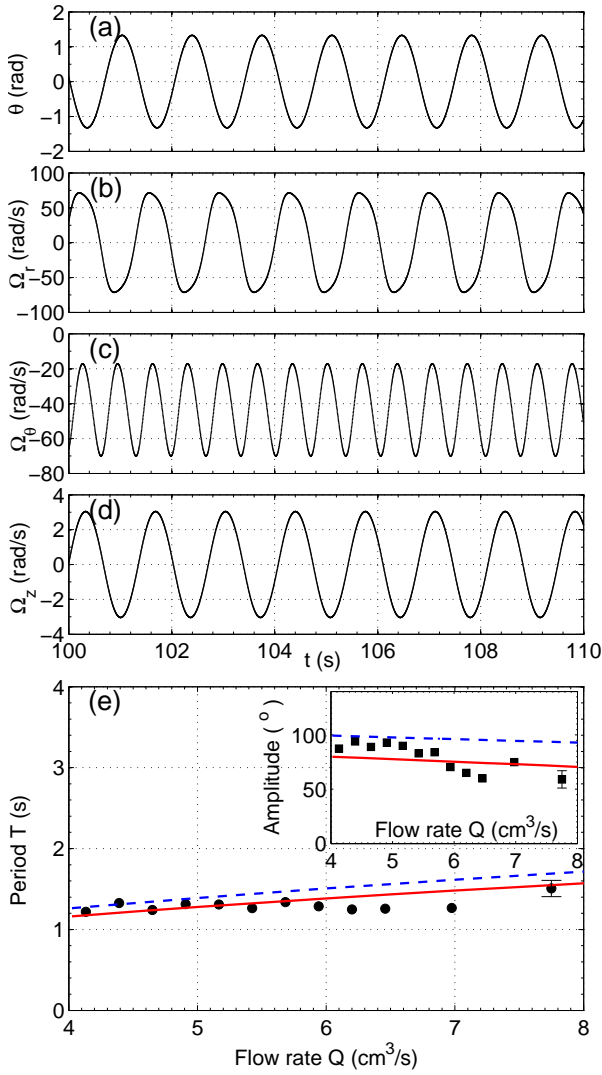 (a)
2
1
0
−1
−2
θ (rad)
(b)
100
50
0
−50
−100
Ω_r (rad/s)
(c)
0
−20
−40
−60
−80
Ω_θ (rad/s)
(d)
4
2
0
−2
−4
Ω_z (rad/s)
100 102 104 106 108 110
t (s)
(e)
4
3
2
1
0
Period T (s)
100
50
0
Amplitude ( °)
Flow rate Q (cm³/s)
4 5 6 7 8
4 5 6 7 8
Flow rate Q (cm³/s)